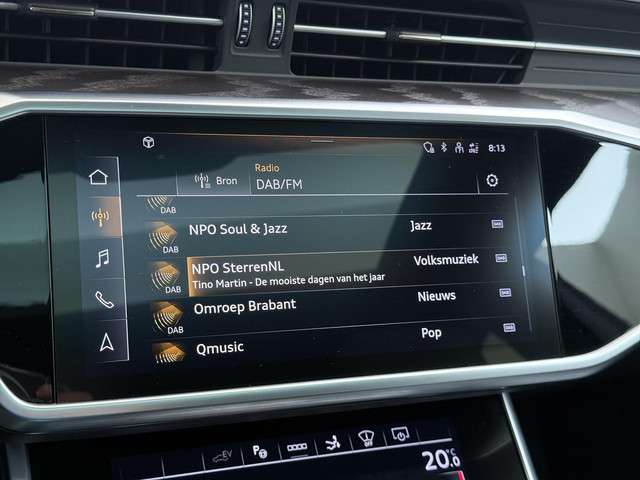 8:13
Radio
Bron
DAB/FM
DAB
NPO Soul & Jazz
Jazz
DAB
NPO SterrenNL
Volksmuziek
Tino Martin - De mooiste dagen van het jaar
DAB
Omroep Brabant
Nieuws
DAB
Qmusic
Pop
EV
P
20.0
°C